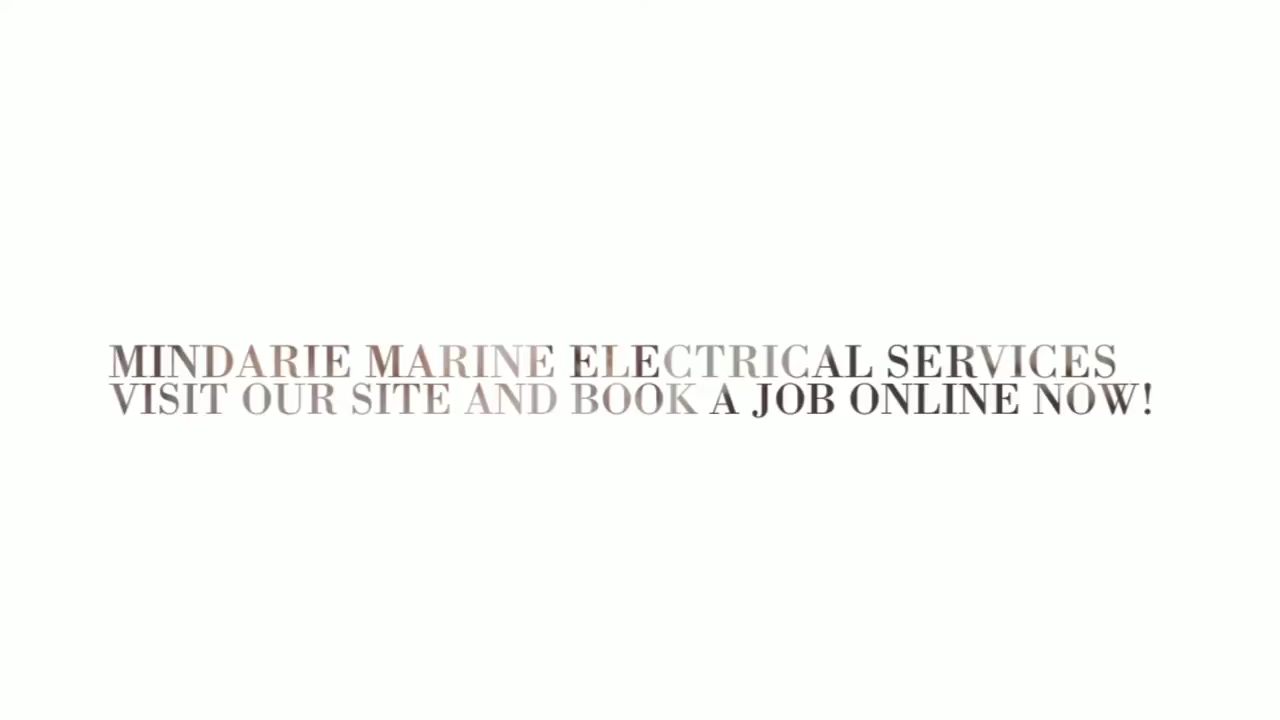 MINDARIE MARINE ELECTRICAL SERVICES
VISIT OUR SITE AND BOOK A JOB ONLINE NOW!